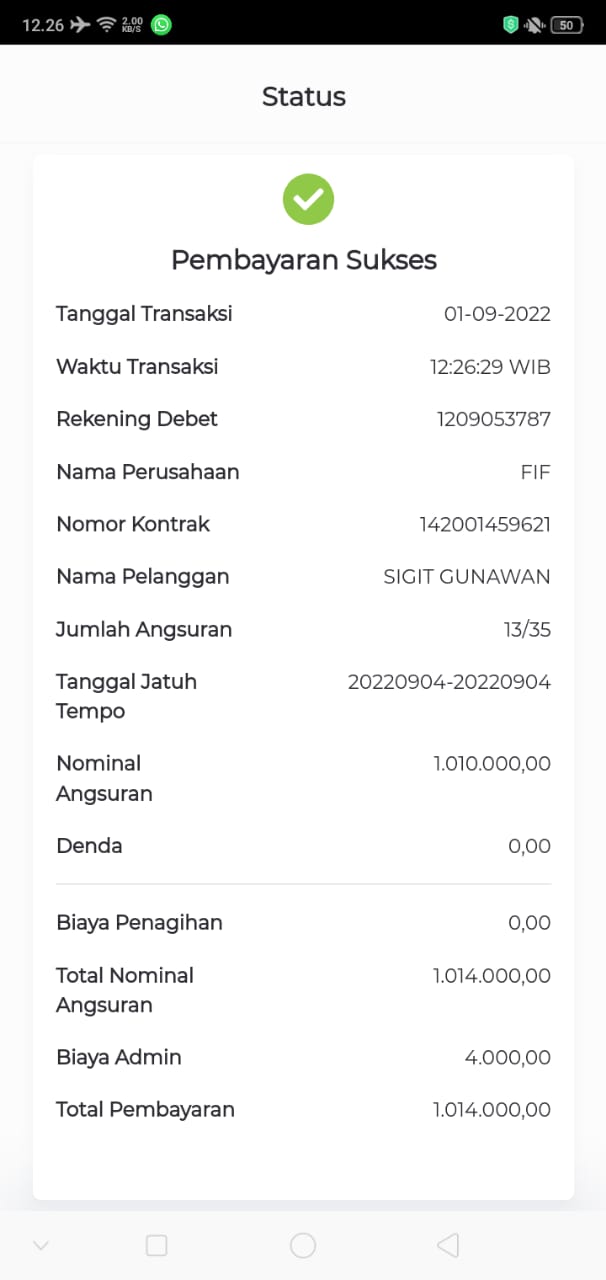 12.26 2.00 KB/S 50
Status
Pembayaran Sukses
Tanggal Transaksi 01-09-2022
Waktu Transaksi 12:26:29 WIB
Rekening Debet 1209053787
Nama Perusahaan FIF
Nomor Kontrak 142001459621
Nama Pelanggan SIGIT GUNAWAN
Jumlah Angsuran 13/35
Tanggal Jatuh 20220904-20220904
Tempo
Nominal 1.010.000,00
Angsuran
Denda 0,00
Biaya Penagihan 0,00
Total Nominal 1.014.000,00
Angsuran
Biaya Admin 4.000,00
Total Pembayaran 1.014.000,00